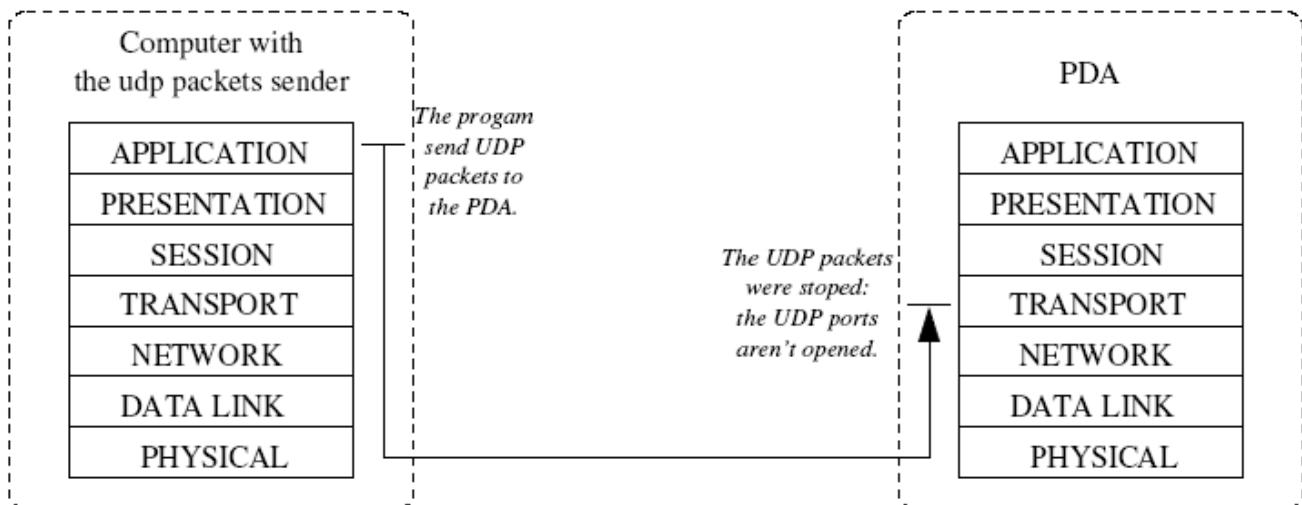 Computer with
the udp packets sender
APPLICATION
PRESENTATION
SESSION
TRANSPORT
NETWORK
DATA LINK
PHYSICAL
The progam
send UDP
packets to
the PDA.
The UDP packets
were stoped:
the UDP ports
aren't opened.
PDA
APPLICATION
PRESENTATION
SESSION
TRANSPORT
NETWORK
DATA LINK
PHYSICAL